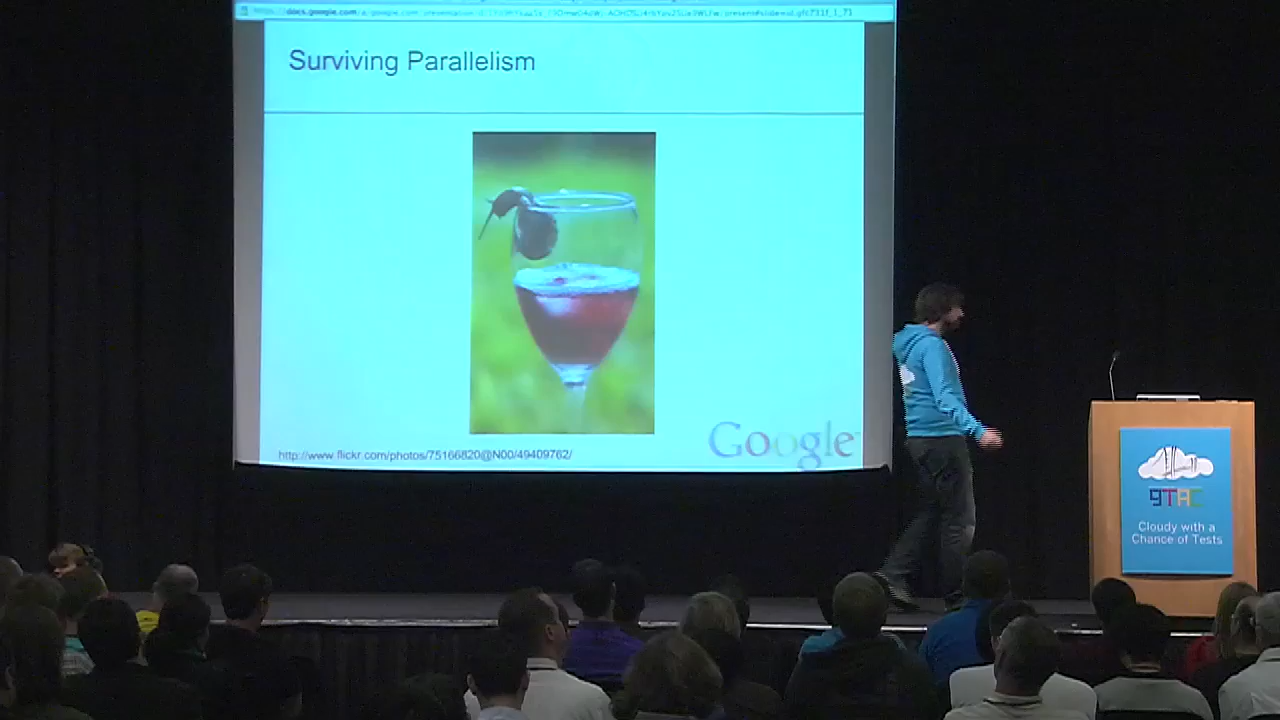 Surviving Parallelism
http://www.flickr.com/photos/75166820@N00/49409762/
Google
gTAC
Cloudy with a
Chance of Tests